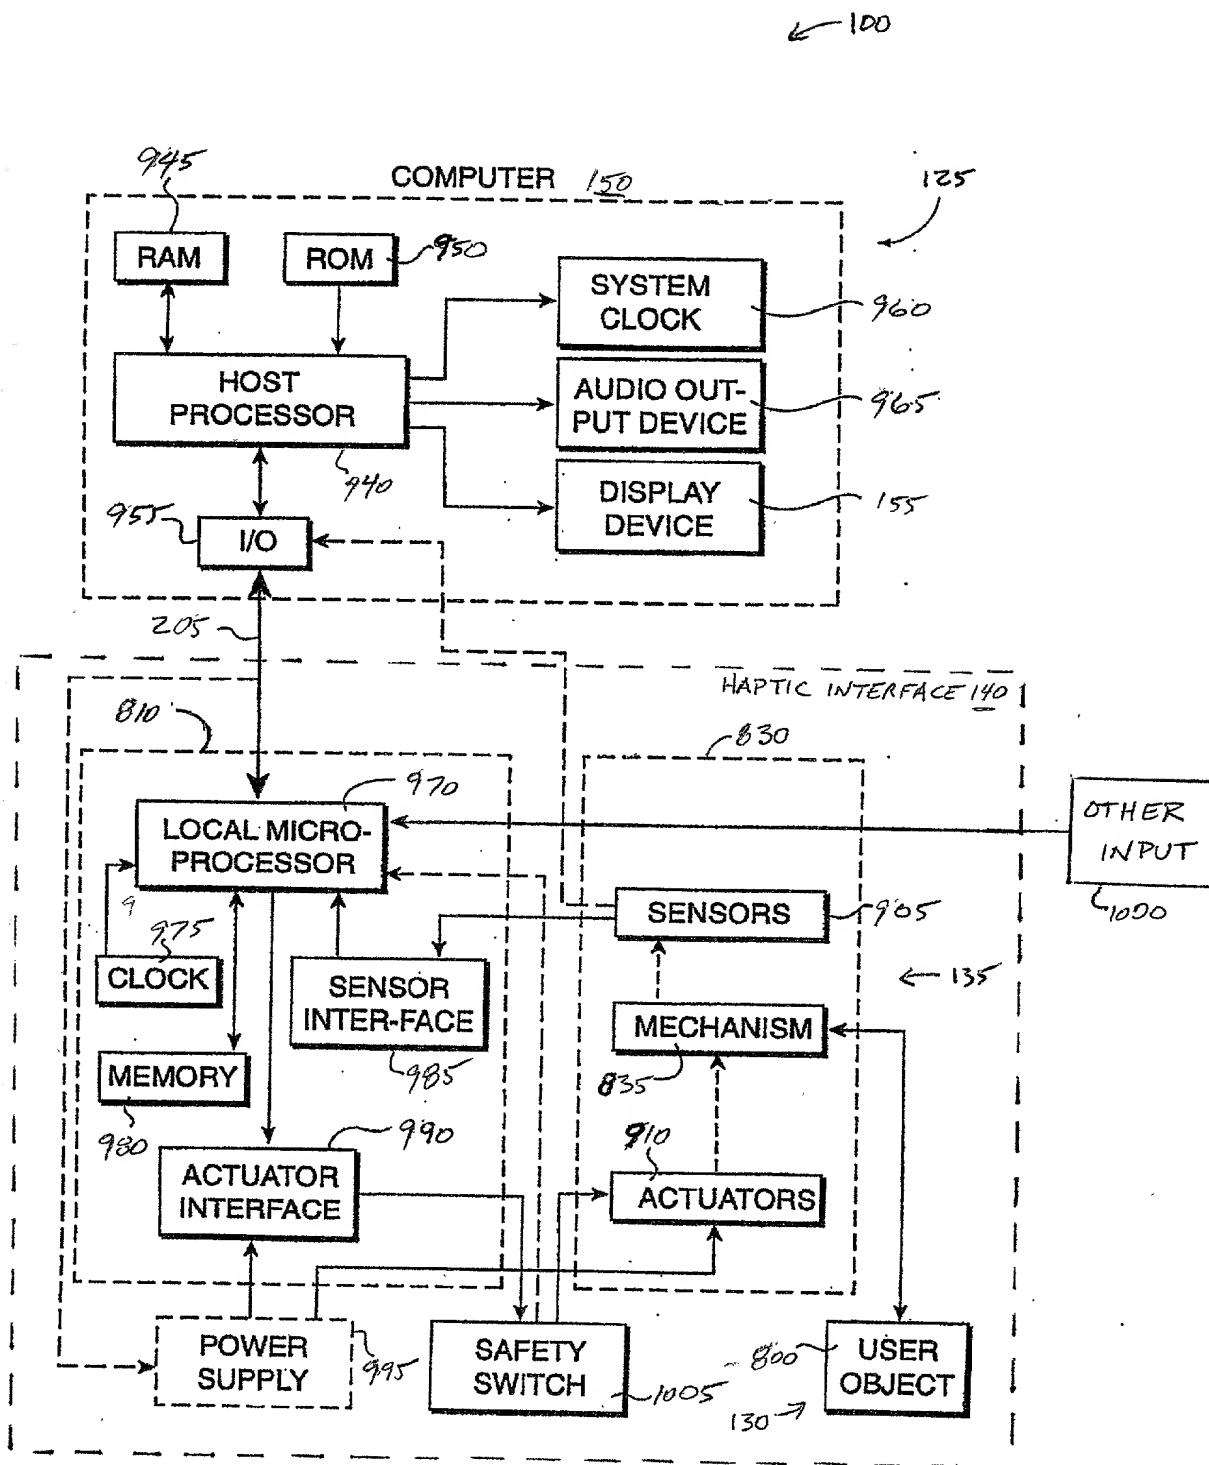 100
945
COMPUTER 150
125
RAM
ROM
950
SYSTEM
CLOCK
960
HOST
PROCESSOR
AUDIO OUT-
PUT DEVICE
965
940
DISPLAY
DEVICE
155
955
I/O
205
HAPTIC INTERFACE 140
810
830
970
LOCAL MICRO-
PROCESSOR
OTHER
INPUT
1000
9
975
CLOCK
SENSORS
905
SENSOR
INTER-FACE
985
135
MECHANISM
835
MEMORY
980
990
910
ACTUATOR
INTERFACE
ACTUATORS
POWER
SUPPLY
995
SAFETY
SWITCH
1005
800
USER
OBJECT
130